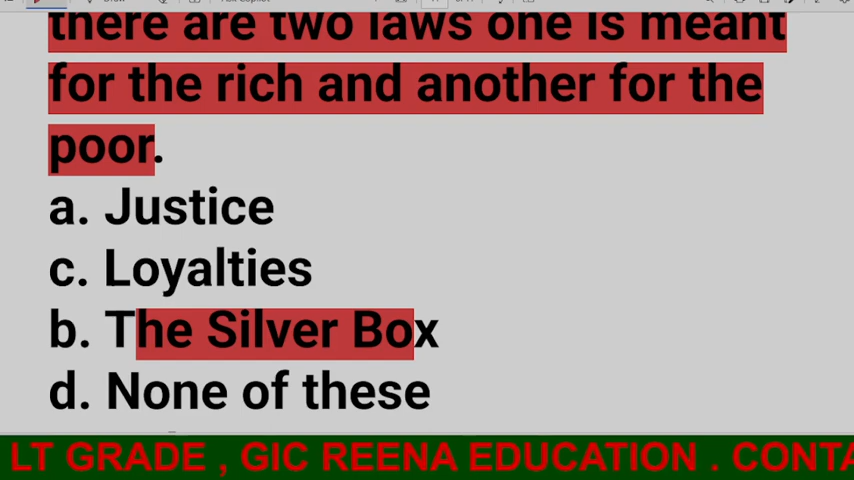 there are two laws one is meant
for the rich and another for the
poor.
a. Justice
c. Loyalties
b. The Silver Box
d. None of these
LT GRADE , GIC REENA EDUCATION . CONTA